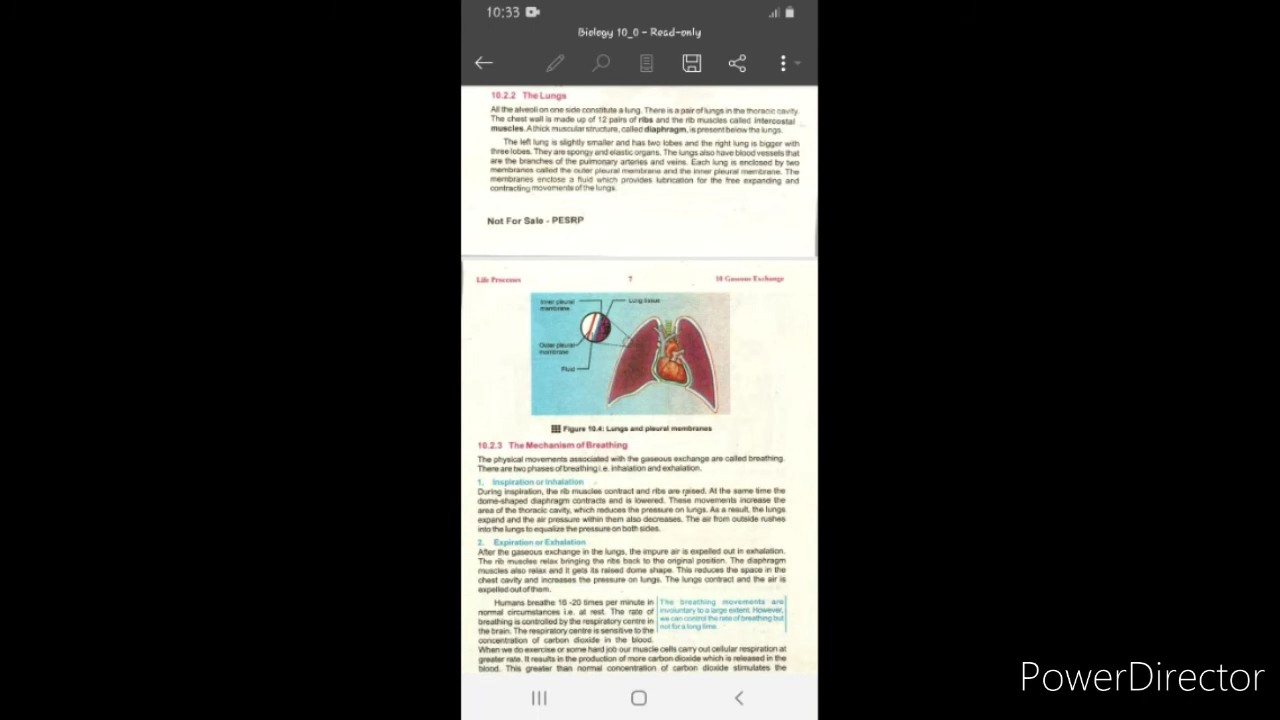 10:33
Biology 10_0 - Read-only
10.2.2 The Lungs
All the alveoli on one side constitute a lung. There is a pair of lungs in the thoracic cavity.
The chest wall is made up of 12 pairs of ribs and the rib muscles called intercostal
muscles. A thick muscular structure, called diaphragm, is present below the lungs.
The left lung is slightly smaller and has two lobes and the right lung is bigger with
three lobes. They are spongy and elastic organs. The lungs also have blood vessels that
are the branches of the pulmonary arteries and veins. Each lung is enclosed by two
membranes called the outer pleural membrane and the inner pleural membrane. The
membranes enclose a fluid which provides lubrication for the free expanding and
contracting movements of the lungs.
Not For Sale - PESRP
Life Processes 7 10 Gaseous Exchange
Inner pleural
membrane
Lung tissue
Outer pleural
membrane
Fluid
Figure 10.4: Lungs and pleural membranes
10.2.3 The Mechanism of Breathing
The physical movements associated with the gaseous exchange are called breathing.
There are two phases of breathing i.e. inhalation and exhalation.
1. Inspiration or Inhalation
During inspiration, the rib muscles contract and ribs are raised. At the same time the
dome-shaped diaphragm contracts and is lowered. These movements increase the
area of the thoracic cavity, which reduces the pressure on lungs. As a result, the lungs
expand and the air pressure within them also decreases. The air from outside rushes
into the lungs to equalize the pressure on both sides.
2. Expiration or Exhalation
After the gaseous exchange in the lungs, the impure air is expelled out in exhalation.
The rib muscles relax bringing the ribs back to the original position. The diaphragm
muscles also relax and it gets its raised dome shape. This reduces the space in the
chest cavity and increases the pressure on lungs. The lungs contract and the air is
expelled out of them.
Humans breathe 16 -20 times per minute in
normal circumstances i.e. at rest. The rate of
breathing is controlled by the respiratory centre in
the brain. The respiratory centre is sensitive to the
concentration of carbon dioxide in the blood.
The breathing movements are
involuntary to a large extent. However,
we can control the rate of breathing but
not for a long time.
When we do exercise or some hard job our muscle cells carry out cellular respiration at
greater rate. It results in the production of more carbon dioxide which is released in the
blood. This greater than normal concentration of carbon dioxide stimulates the
PowerDirector